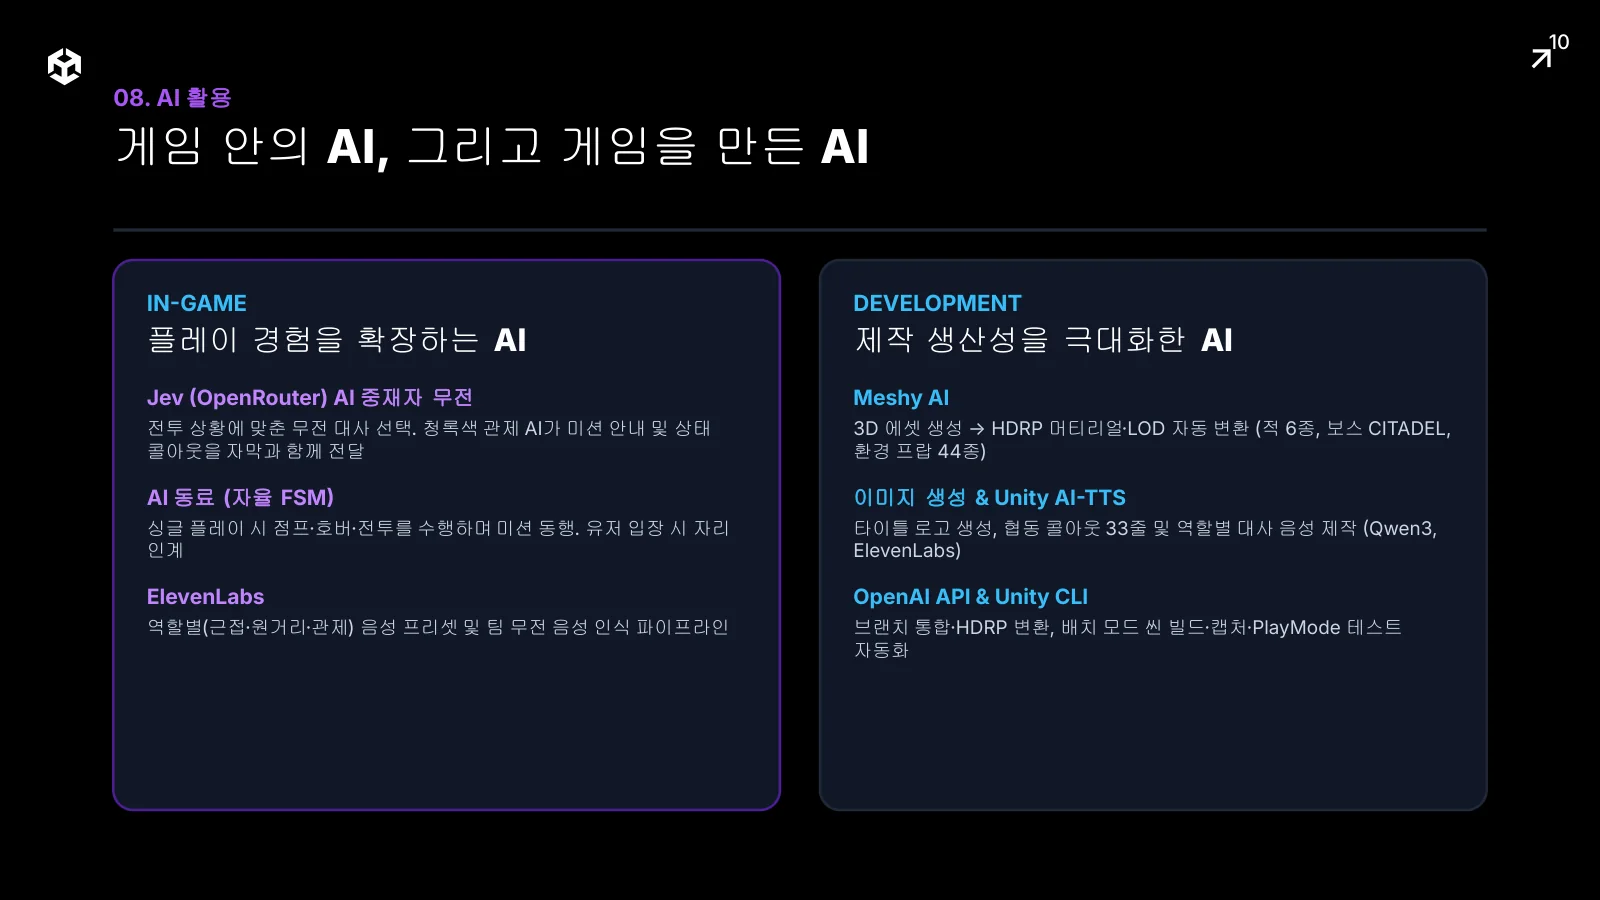 10
08. AI 활용
게임 안의 AI, 그리고 게임을 만든 AI
IN-GAME
플레이 경험을 확장하는 AI
Jev (OpenRouter) AI 중재자 무전
전투 상황에 맞춘 무전 대사 선택. 청록색 관제 AI가 미션 안내 및 상태
콜아웃을 자막과 함께 전달
AI 동료 (자율 FSM)
싱글 플레이 시 점프·호버·전투를 수행하며 미션 동행. 유저 입장 시 자리
인계
ElevenLabs
역할별(근접·원거리·관제) 음성 프리셋 및 팀 무전 음성 인식 파이프라인
DEVELOPMENT
제작 생산성을 극대화한 AI
Meshy AI
3D 에셋 생성 → HDRP 머티리얼·LOD 자동 변환 (적 6종, 보스 CITADEL,
환경 프랍 44종)
이미지 생성 & Unity AI-TTS
타이틀 로고 생성, 협동 콜아웃 33줄 및 역할별 대사 음성 제작 (Qwen3,
ElevenLabs)
OpenAI API & Unity CLI
브랜치 통합·HDRP 변환, 배치 모드 씬 빌드·캡처·PlayMode 테스트
자동화